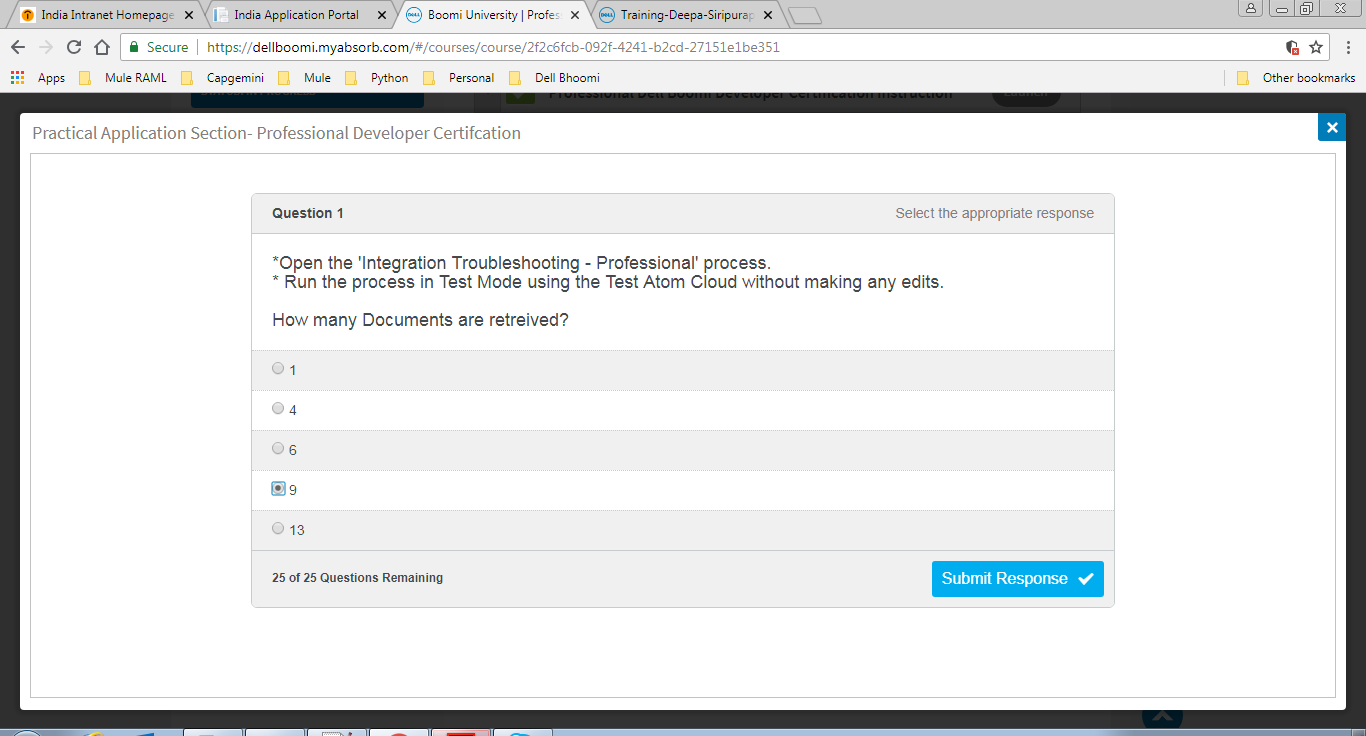 India Intranet Homepage
India Application Portal
Boomi University | Profes
Training-Deepa-Siripurap
Secure
https://dellboomi.myabsorb.com/#/courses/course/2f2c6fcb-092f-4241-b2cd-27151e1be351
Apps
Mule RAML
Capgemini
Mule
Python
Personal
Dell Bhoomi
Other bookmarks
Professional Dell Boomi Developer Certification Instruction
Practical Application Section- Professional Developer Certifcation
Question 1
Select the appropriate response
*Open the 'Integration Troubleshooting - Professional' process.
* Run the process in Test Mode using the Test Atom Cloud without making any edits.
How many Documents are retreived?
1
4
6
9
13
25 of 25 Questions Remaining
Submit Response